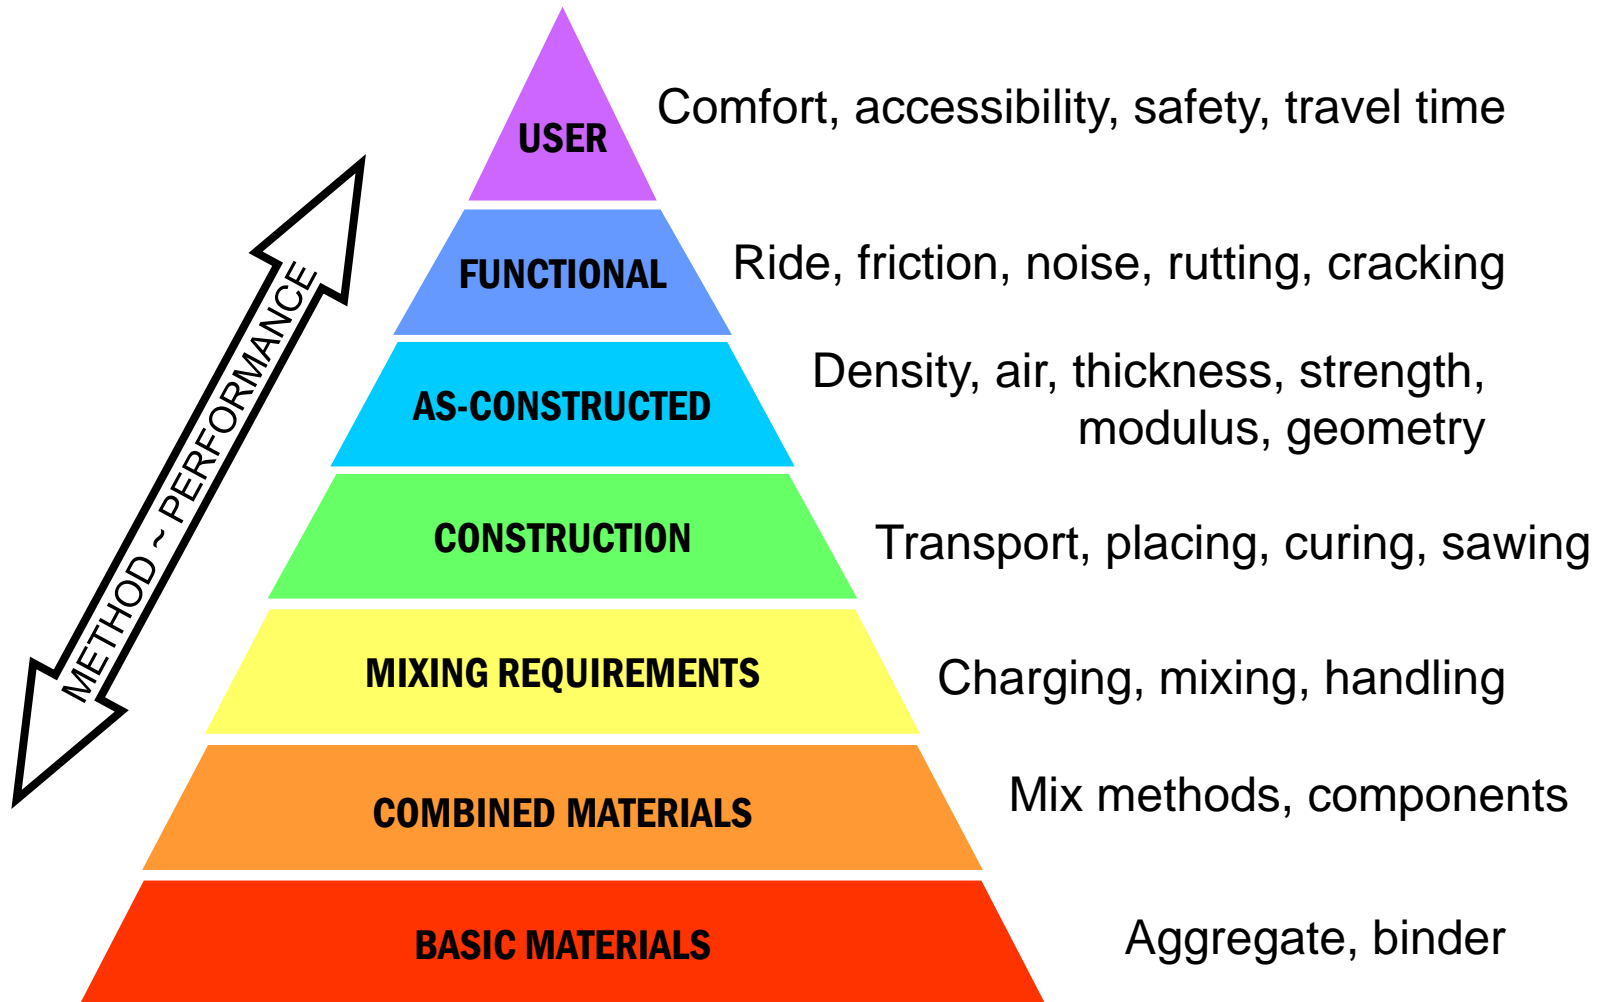 USER
Comfort, accessibility, safety, travel time
FUNCTIONAL
Ride, friction, noise, rutting, cracking
AS-CONSTRUCTED
Density, air, thickness, strength,
modulus, geometry
CONSTRUCTION
Transport, placing, curing, sawing
MIXING REQUIREMENTS
Charging, mixing, handling
COMBINED MATERIALS
Mix methods, components
BASIC MATERIALS
Aggregate, binder
METHOD ~ PERFORMANCE